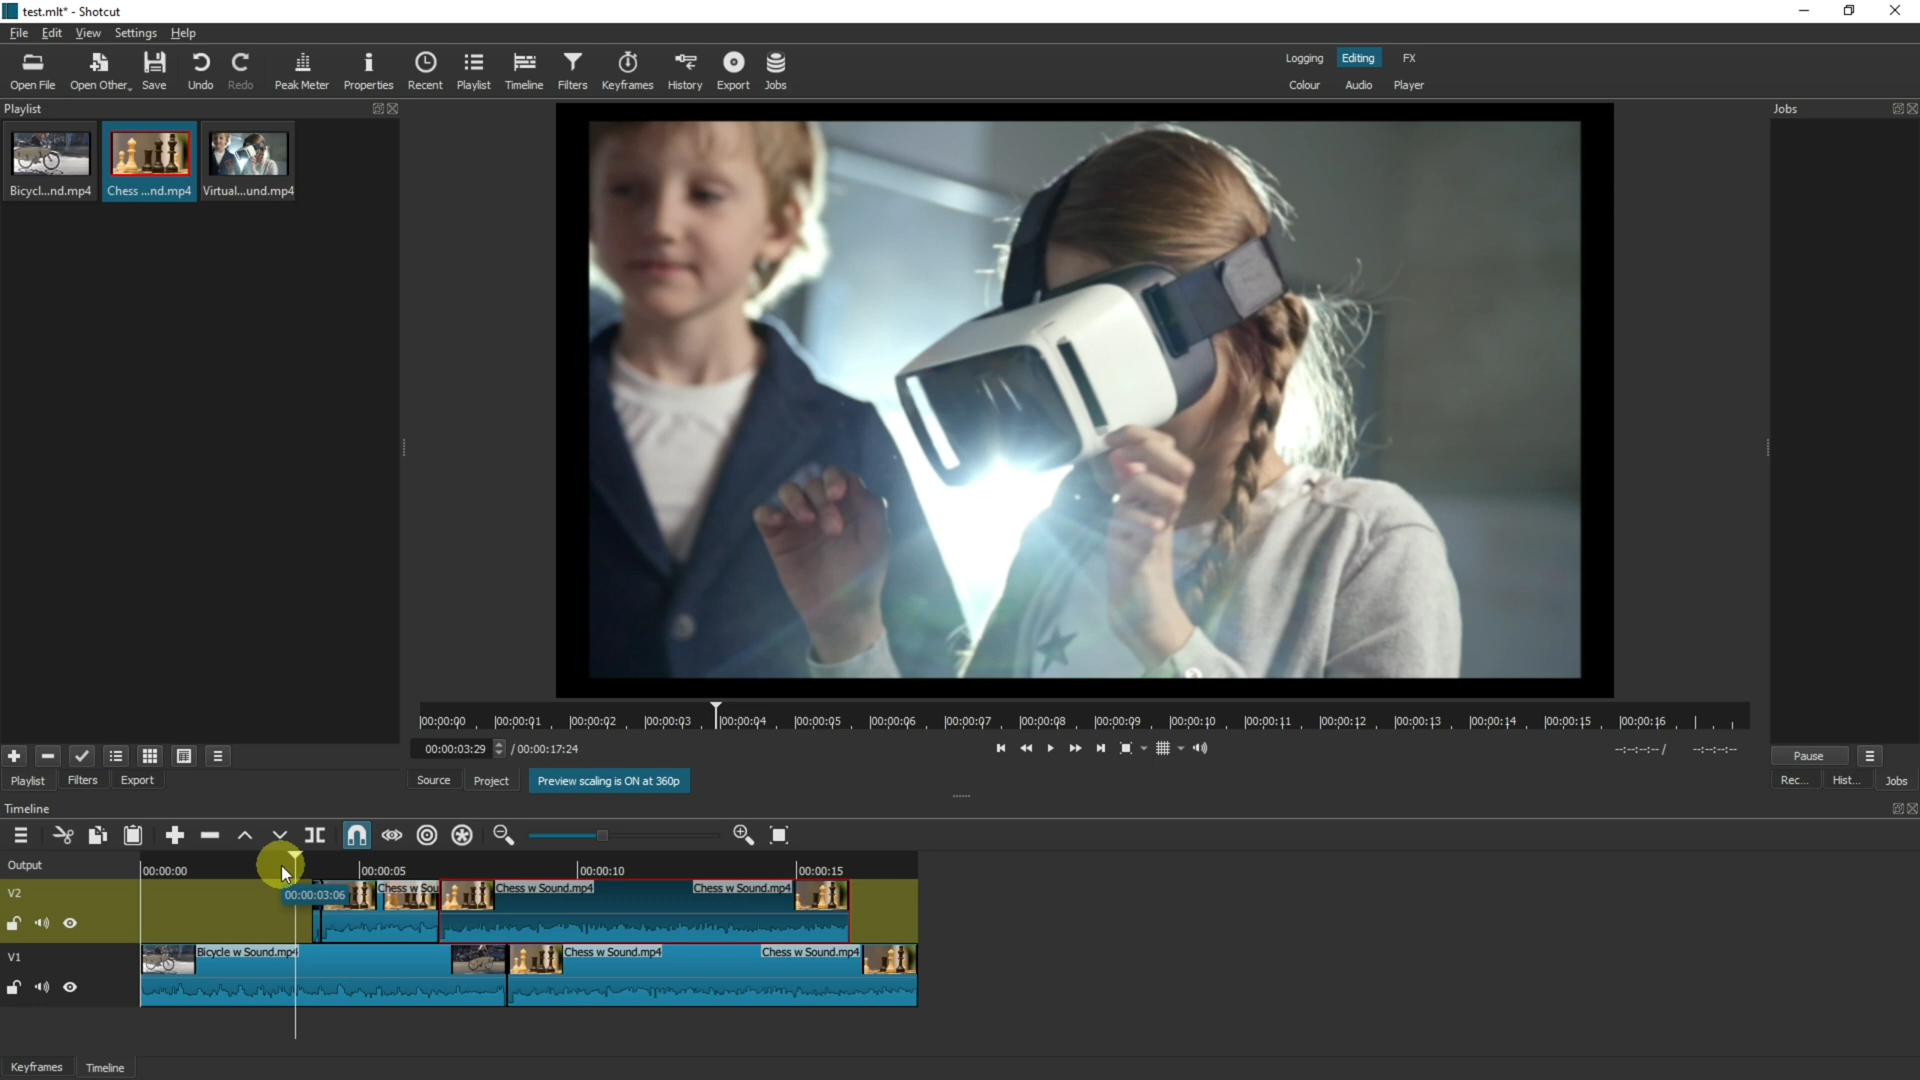 test.mlt* - Shotcut
File Edit View Settings Help
Open File Open Other Save Undo Redo Peak Meter Properties Recent Playlist Timeline Filters Keyframes History Export Jobs
Logging Editing FX
Colour Audio Player
Playlist
Jobs
Bicycl...nd.mp4 Chess ...nd.mp4 Virtual...und.mp4
00:00:00 00:00:01 00:00:02 00:00:03 00:00:04 00:00:05 00:00:06 00:00:07 00:00:08 00:00:09 00:00:10 00:00:11 00:00:12 00:00:13 00:00:14 00:00:15 00:00:16
00:00:03:29 / 00:00:17:24
--:--:--:-- / --:--:--:--
Pause
Playlist Filters Export
Source Project Preview scaling is ON at 360p
Rec... Hist... Jobs
Timeline
Output
00:00:00 00:00:05 00:00:10 00:00:15
V2
00:00:03:06
Chess w Sou
Chess w Sound.mp4 Chess w Sound.mp4
V1
Bicycle w Sound.mp4
Chess w Sound.mp4 Chess w Sound.mp4
Keyframes Timeline